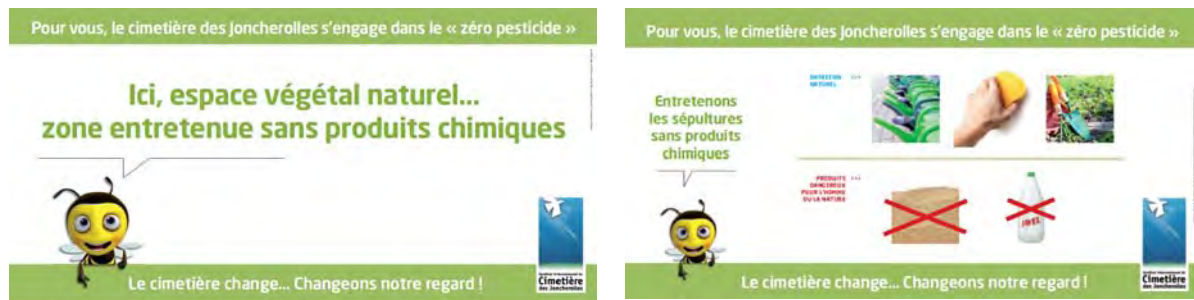 Pour vous, le cimetière des Joncherolles s'engage dans le « zéro pesticide »
Ici, espace végétal naturel...
zone entretenue sans produits chimiques
Le cimetière change... Changeons notre regard !
Cimetière
des Joncherolles
Pour vous, le cimetière des Joncherolles s'engage dans le « zéro pesticide »
Entretenons
les sépultures
sans produits
chimiques
ENTRETIEN
NATUREL
PRODUITS
DANGEREUX
POUR L'HOMME
OU LA NATURE
Le cimetière change... Changeons notre regard !
Cimetière
des Joncherolles